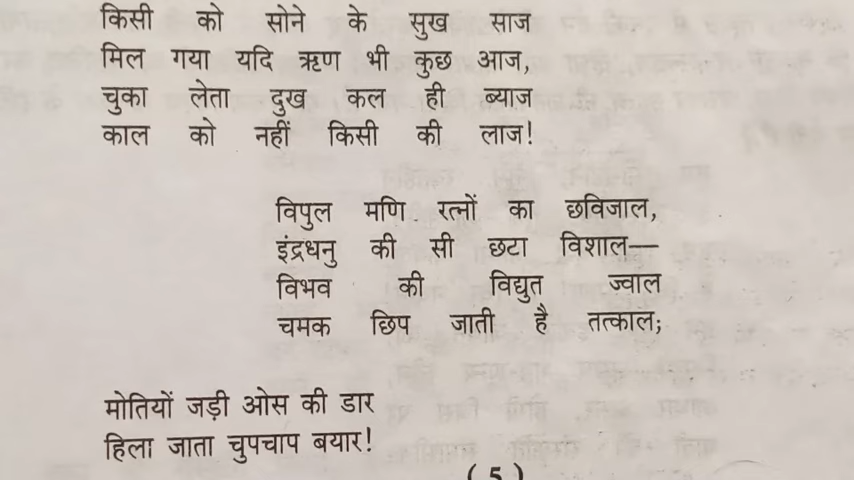 किसी को सोने के सुख साज
मिल गया यदि ऋण भी कुछ आज,
चुका लेता दुख कल ही ब्याज
काल को नहीं किसी की लाज!
विपुल मणि रत्नों का छविजाल,
इंद्रधनु की सी छटा विशाल—
विभव की विद्युत ज्वाल
चमक छिप जाती है तत्काल;
मोतियों जड़ी ओस की डार
हिला जाता चुपचाप बयार!
(5)